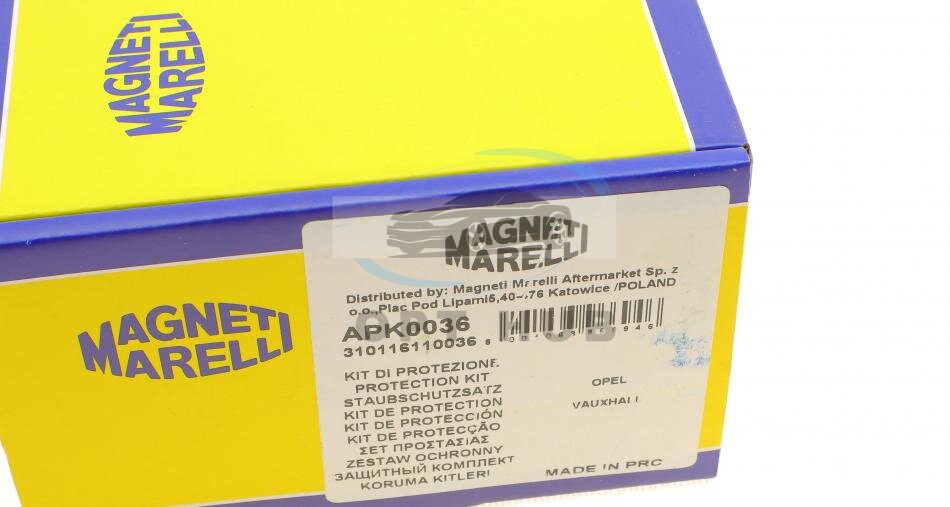 MAGNETI
MARELLI
MAGNETI
MARELLI
MAGNETI
MARELLI
Distributed by: Magneti Marelli Aftermarket Sp. z
o.o.,Plac Pod Lipami5,40-476 Katowice /POLAND
APK0036
310116110036
KIT DI PROTEZIONE
PROTECTION KIT
STAUBSCHUTZSATZ
KIT DE PROTECTION
KIT DE PROTECCIÓN
KIT DE PROTECÇÃO
ΣΕΤ ΠΡΟΣΤΑΣΙΑΣ
ZESTAW OCHRONNY
ЗАЩИТНЫЙ КОМПЛЕКТ
KORUMA KITLERI
OPEL
VAUXHALL
MADE IN PRC